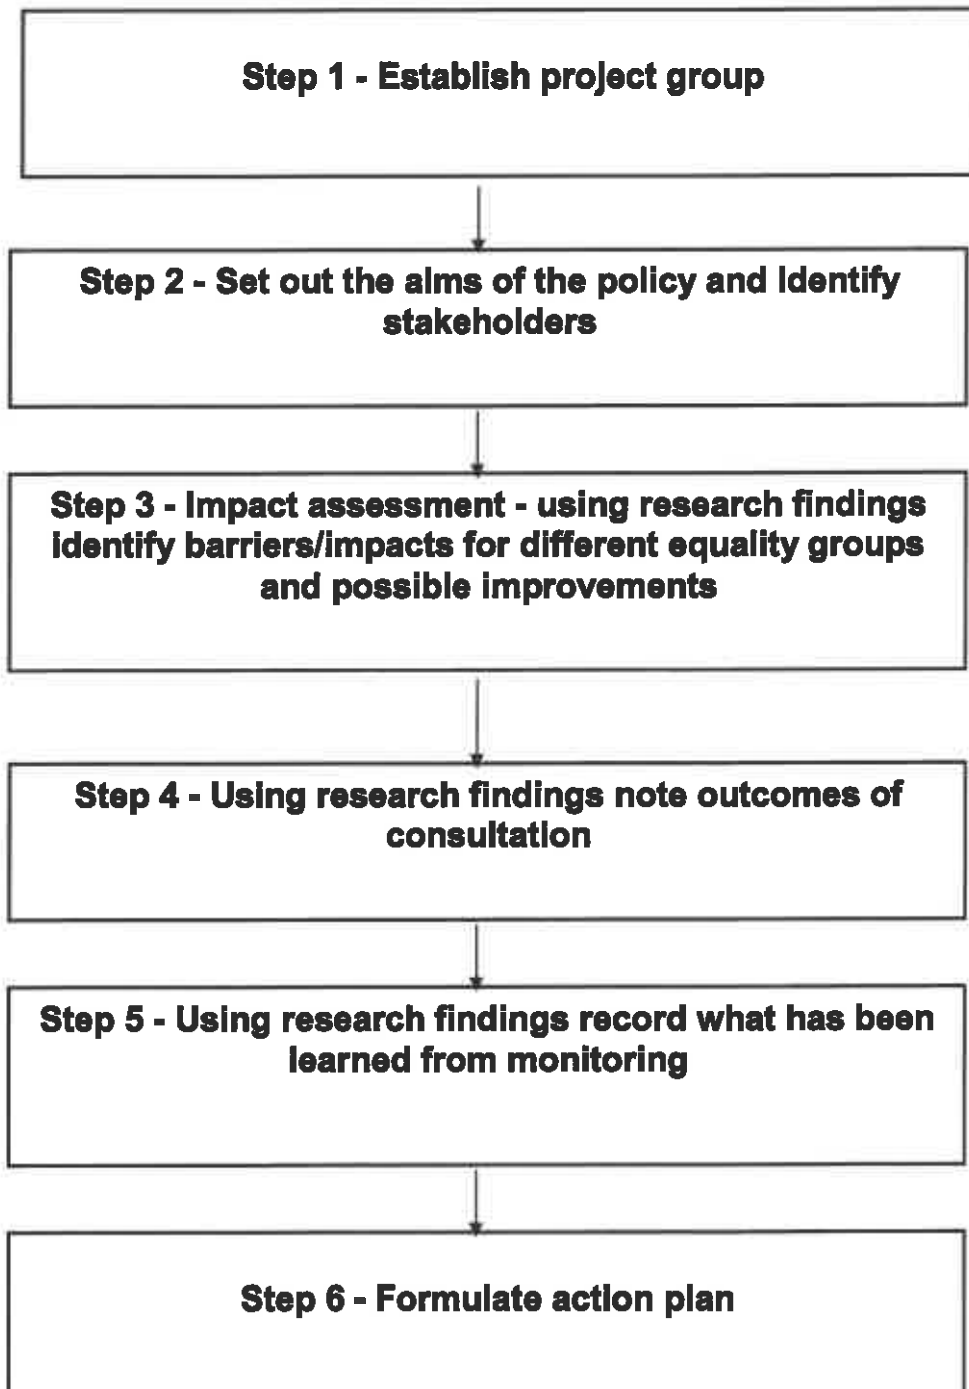 Step 1 - Establish project group
Step 2 - Set out the aims of the policy and identify
stakeholders
Step 3 - Impact assessment - using research findings
identify barriers/impacts for different equality groups
and possible improvements
Step 4 - Using research findings note outcomes of
consultation
Step 5 - Using research findings record what has been
learned from monitoring
Step 6 - Formulate action plan